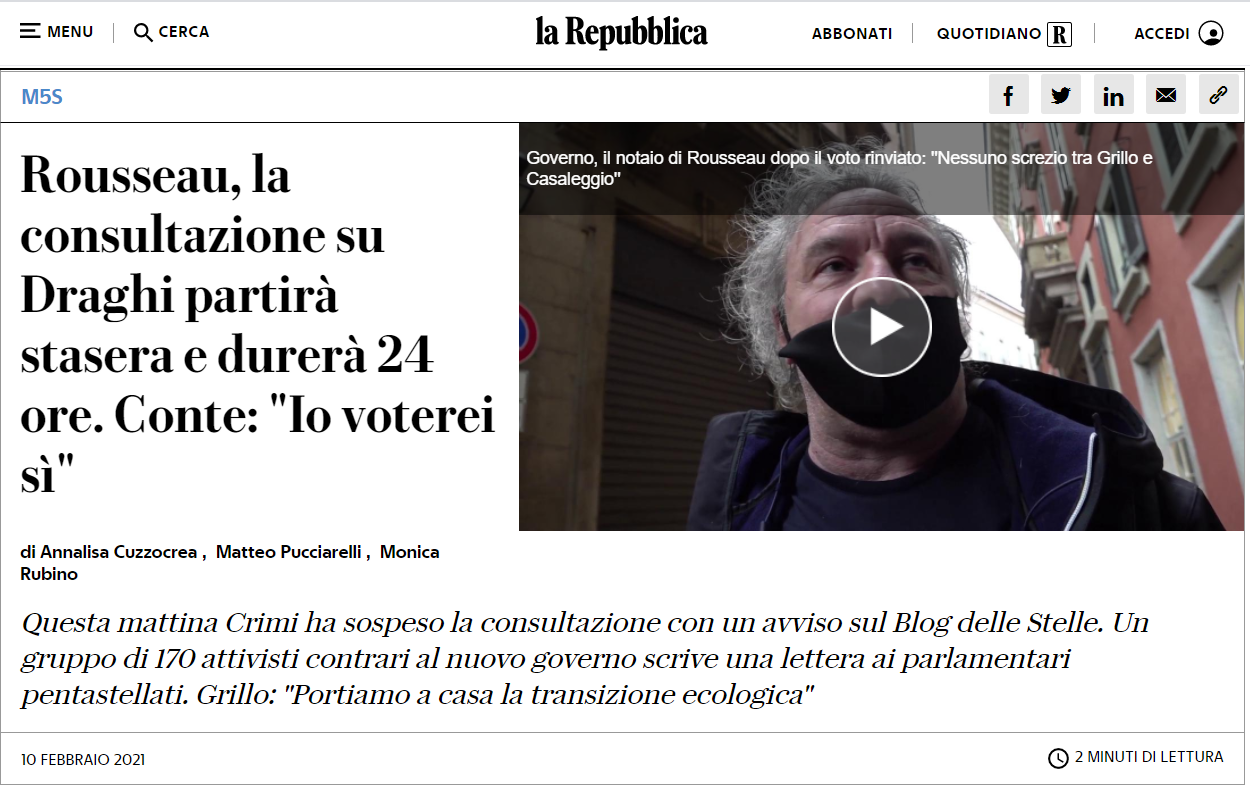 MENU
CERCA
la Repubblica
ABBONATI
QUOTIDIANO R
ACCEDI
M5S
Rousseau, la
consultazione su
Draghi partirà
stasera e durerà 24
ore. Conte: "Io voterei
sì"
Governo, il notaio di Rousseau dopo il voto rinviato: "Nessuno screzio tra Grillo e
Casaleggio"
di Annalisa Cuzzocrea , Matteo Pucciarelli , Monica
Rubino
Questa mattina Crimi ha sospeso la consultazione con un avviso sul Blog delle Stelle. Un
gruppo di 170 attivisti contrari al nuovo governo scrive una lettera ai parlamentari
pentastellati. Grillo: "Portiamo a casa la transizione ecologica"
10 FEBBRAIO 2021
2 MINUTI DI LETTURA